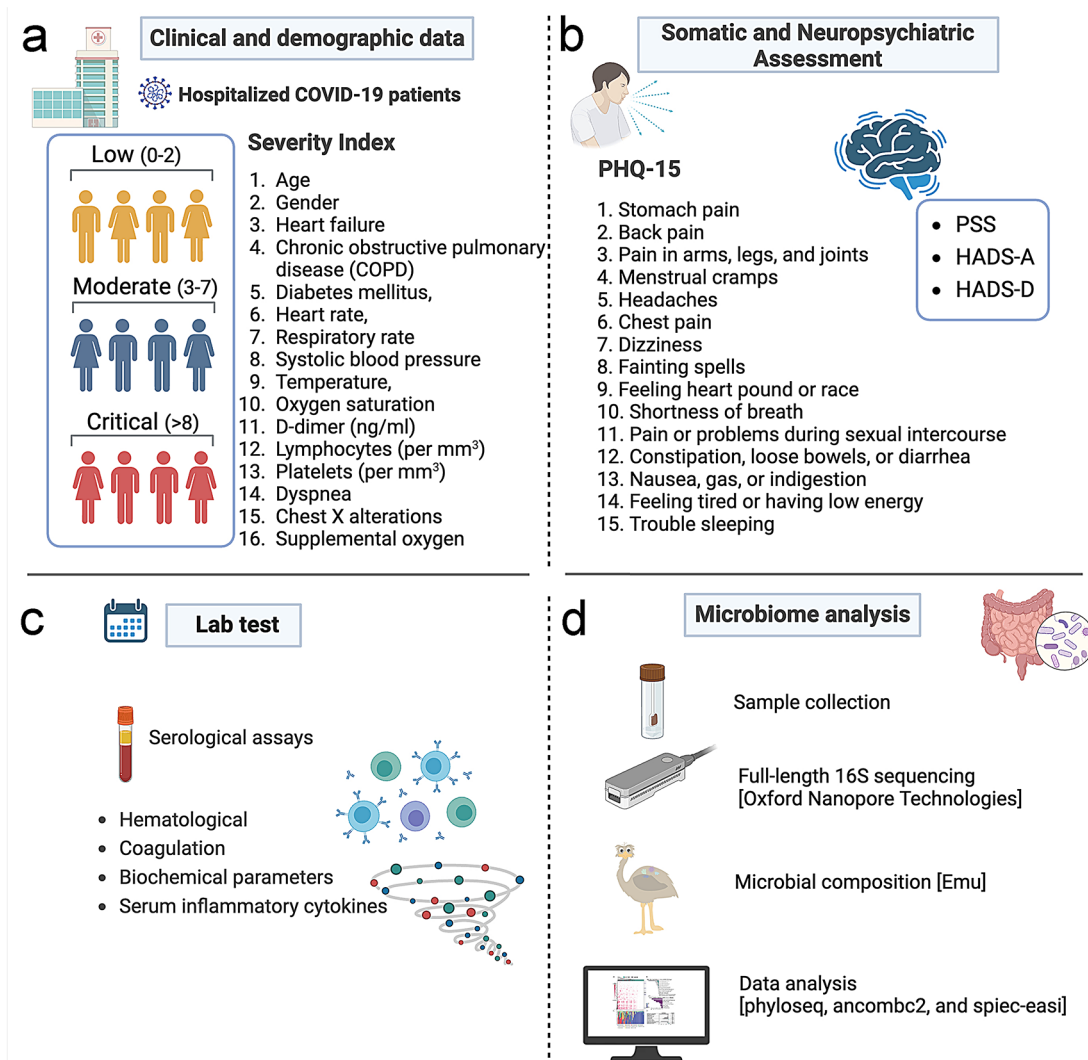 a
Clinical and demographic data
Hospitalized COVID-19 patients
Low (0-2)
Moderate (3-7)
Critical (>8)
Severity Index
1. Age
2. Gender
3. Heart failure
4. Chronic obstructive pulmonary
disease (COPD)
5. Diabetes mellitus,
6. Heart rate,
7. Respiratory rate
8. Systolic blood pressure
9. Temperature,
10. Oxygen saturation
11. D-dimer (ng/ml)
12. Lymphocytes (per mm³)
13. Platelets (per mm³)
14. Dyspnea
15. Chest X alterations
16. Supplemental oxygen
b
Somatic and Neuropsychiatric
Assessment
PHQ-15
1. Stomach pain
2. Back pain
3. Pain in arms, legs, and joints
4. Menstrual cramps
5. Headaches
6. Chest pain
7. Dizziness
8. Fainting spells
9. Feeling heart pound or race
10. Shortness of breath
11. Pain or problems during sexual intercourse
12. Constipation, loose bowels, or diarrhea
13. Nausea, gas, or indigestion
14. Feeling tired or having low energy
15. Trouble sleeping
• PSS
• HADS-A
• HADS-D
c
Lab test
Serological assays
• Hematological
• Coagulation
• Biochemical parameters
• Serum inflammatory cytokines
d
Microbiome analysis
Sample collection
Full-length 16S sequencing
[Oxford Nanopore Technologies]
Microbial composition [Emu]
Data analysis
[phyloseq, ancombc2, and spiec-easi]